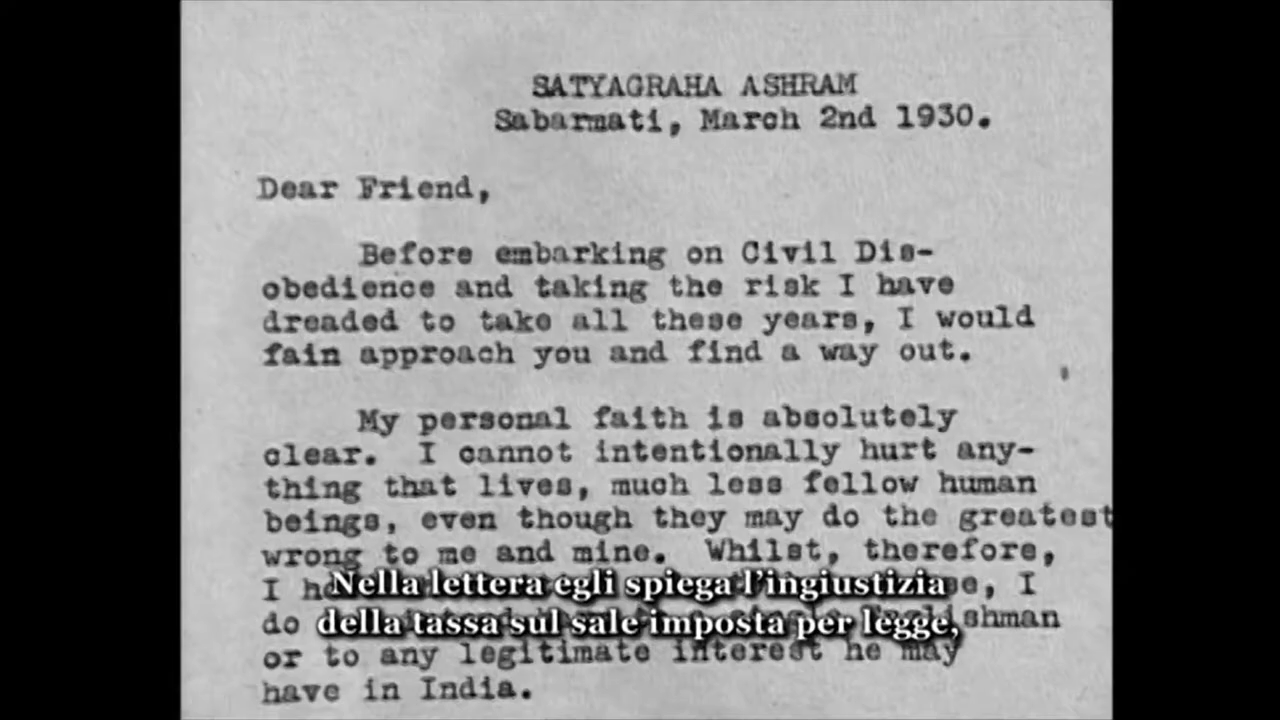 SATYAGRAHA ASHRAM
Sabarmati, March 2nd 1930.
Dear Friend,
Before embarking on Civil Dis-
obedience and taking the risk I have
dreaded to take all these years, I would
fain approach you and find a way out.
My personal faith is absolutely
clear. I cannot intentionally hurt any-
thing that lives, much less fellow human
beings, even though they may do the greatest
wrong to me and mine. Whilst, therefore,
I
I
Nella lettera egli spiega l'ingiustizia
do
della tassa sul sale imposta per legge,
or to any legitimate interest he may
have in India.